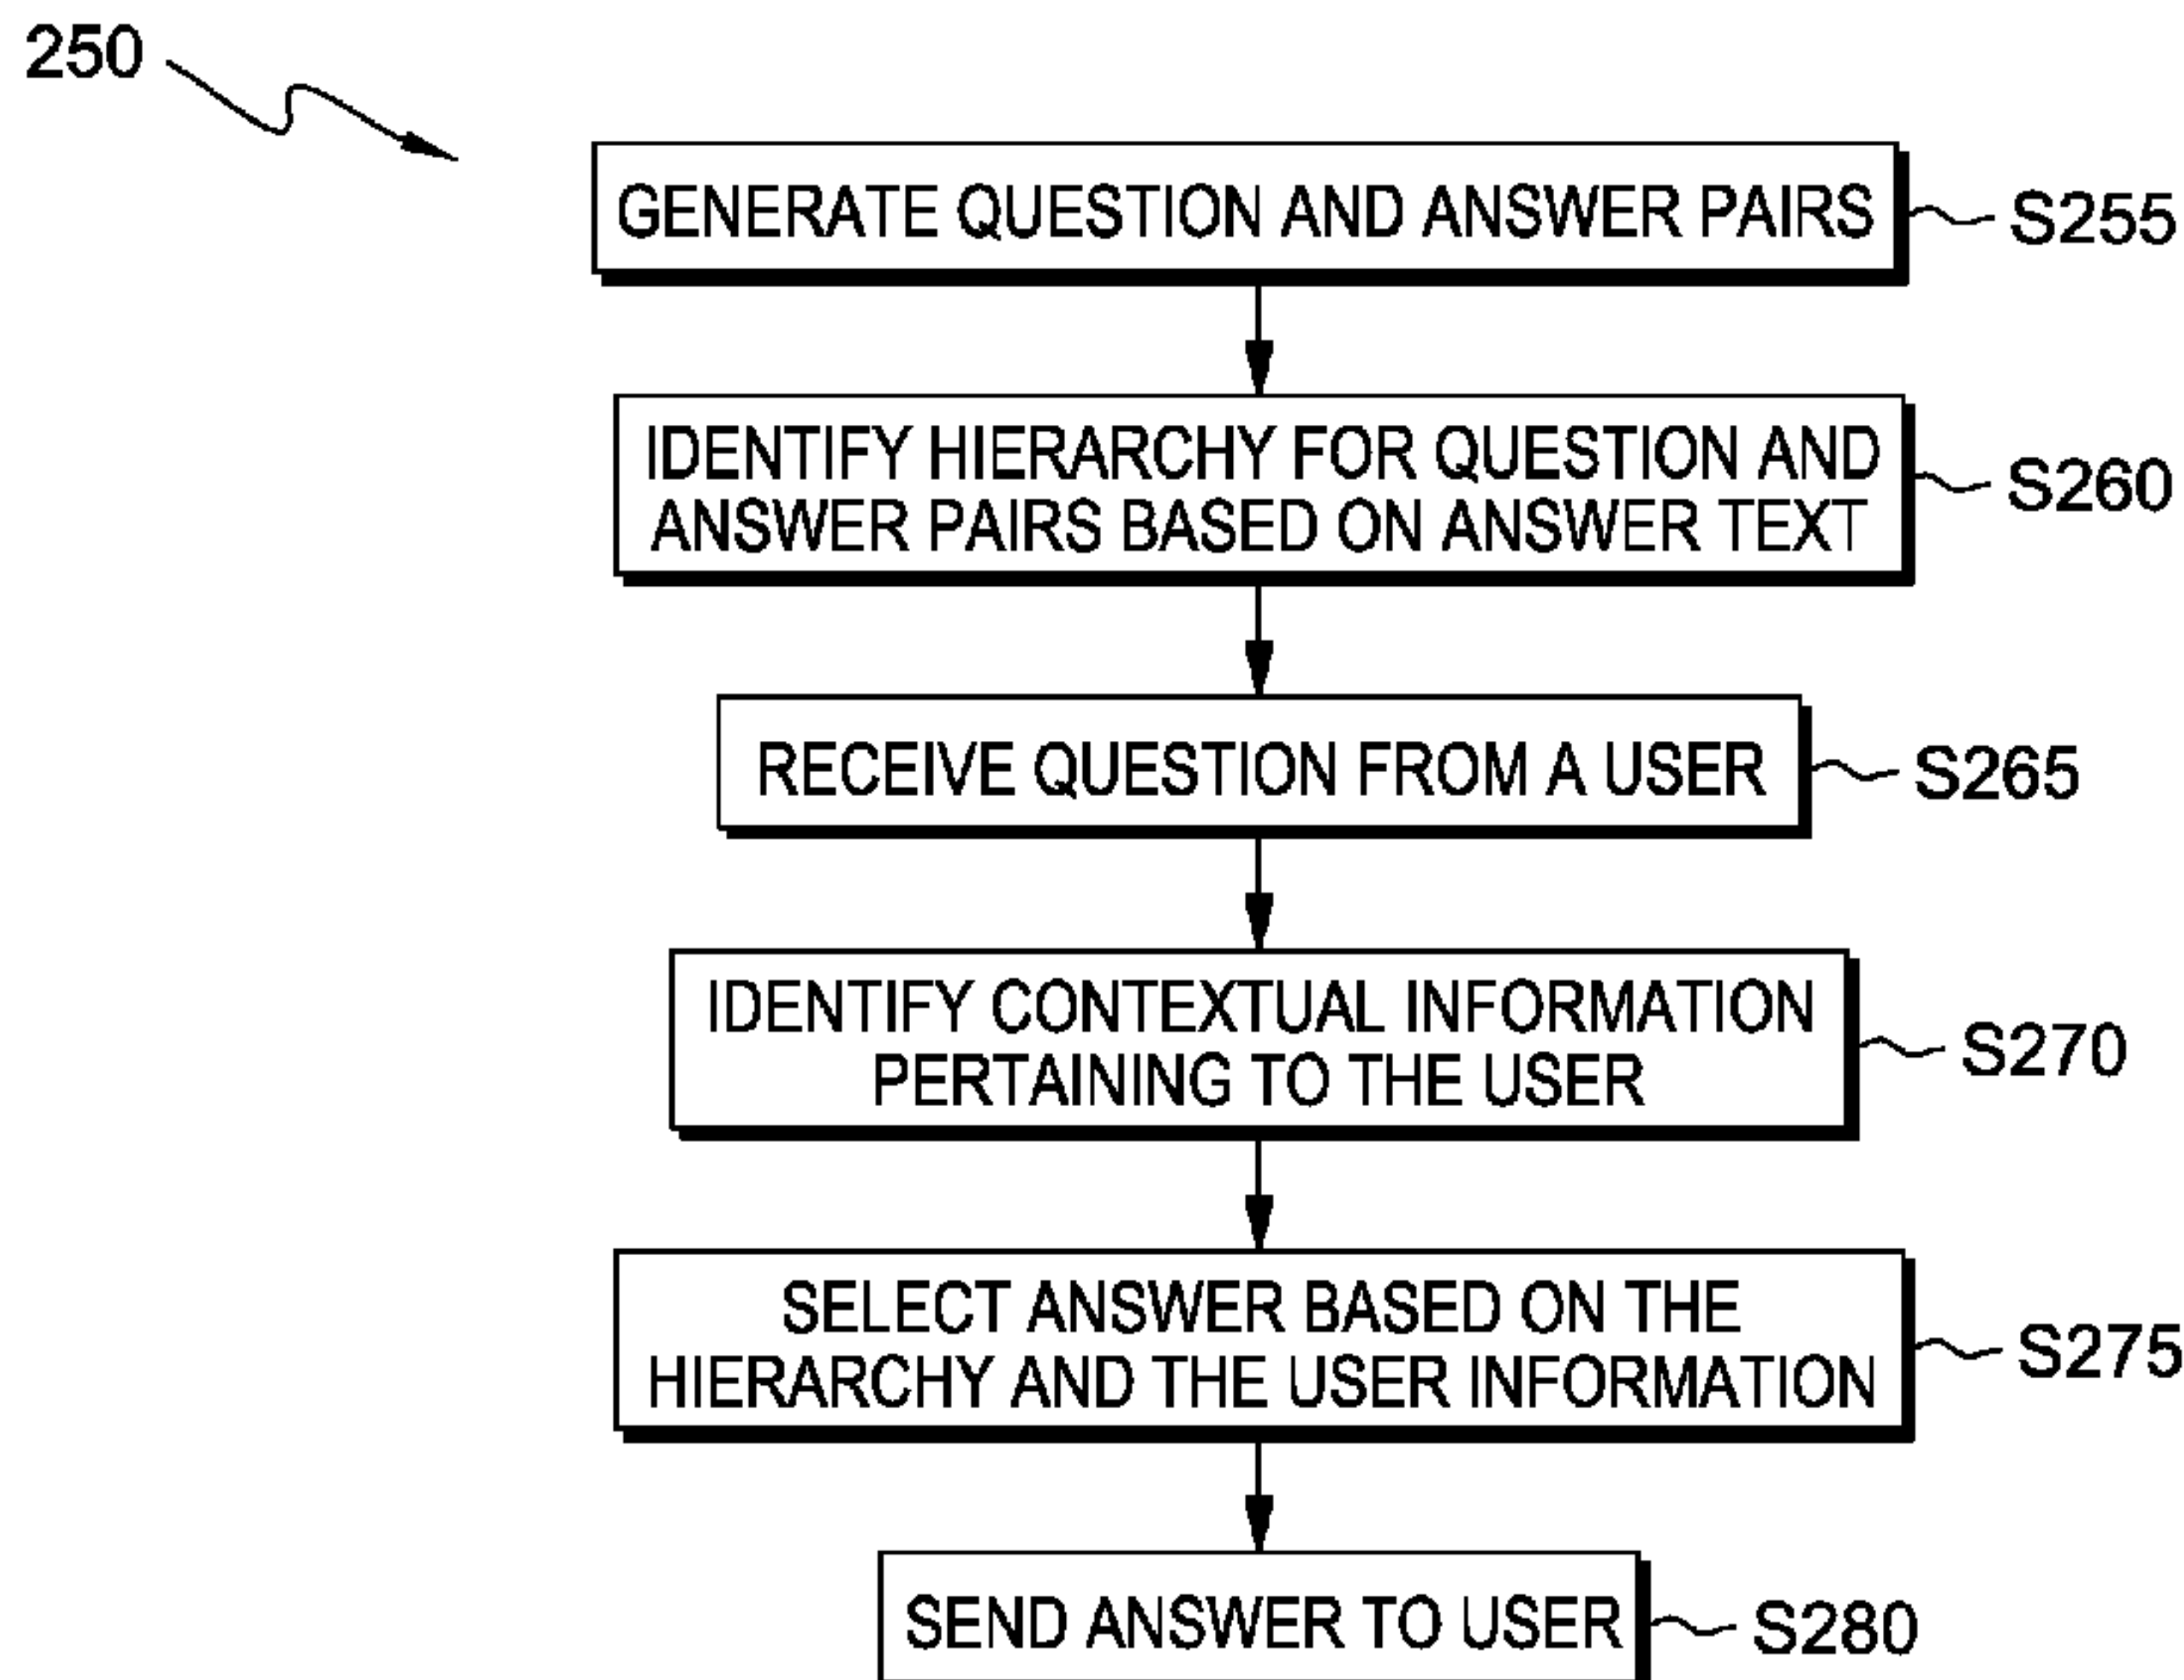 250
GENERATE QUESTION AND ANSWER PAIRS
S255
IDENTIFY HIERARCHY FOR QUESTION AND
ANSWER PAIRS BASED ON ANSWER TEXT
S260
RECEIVE QUESTION FROM A USER
S265
IDENTIFY CONTEXTUAL INFORMATION
PERTAINING TO THE USER
S270
SELECT ANSWER BASED ON THE
HIERARCHY AND THE USER INFORMATION
S275
SEND ANSWER TO USER
S280